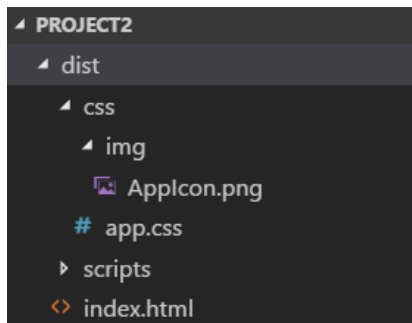 PROJECT2
dist
css
img
AppIcon.png
# app.css
scripts
<> index.html